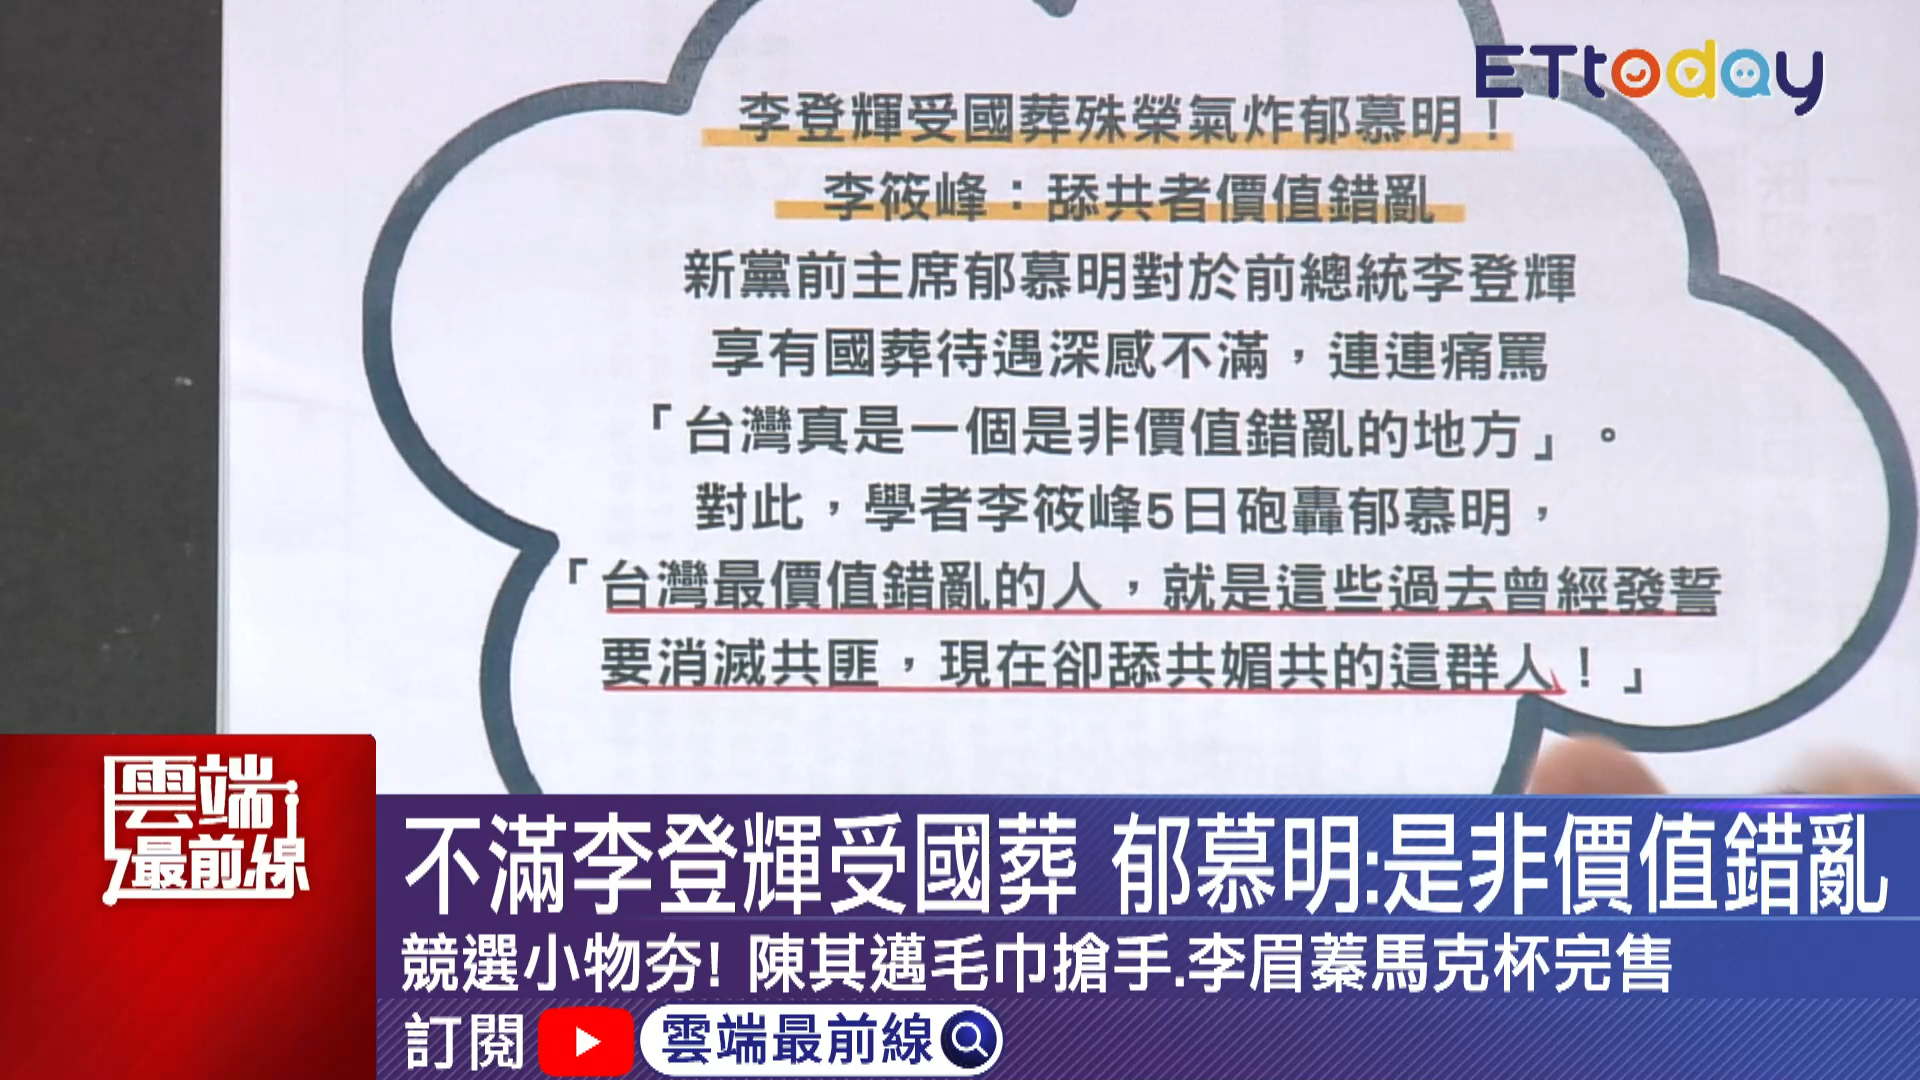 ETtoday
李登輝受國葬殊榮氣炸郁慕明！
李筱峰：舔共者價值錯亂
新黨前主席郁慕明對於前總統李登輝
享有國葬待遇深感不滿，連連痛罵
「台灣真是一個是非價值錯亂的地方」。
對此，學者李筱峰5日砲轟郁慕明，
「台灣最價值錯亂的人，就是這些過去曾經發誓
要消滅共匪，現在卻舔共媚共的這群人！」
雲端
最前線
不滿李登輝受國葬 郁慕明:是非價值錯亂
競選小物夯! 陳其邁毛巾搶手.李眉蓁馬克杯完售
訂閱 雲端最前線